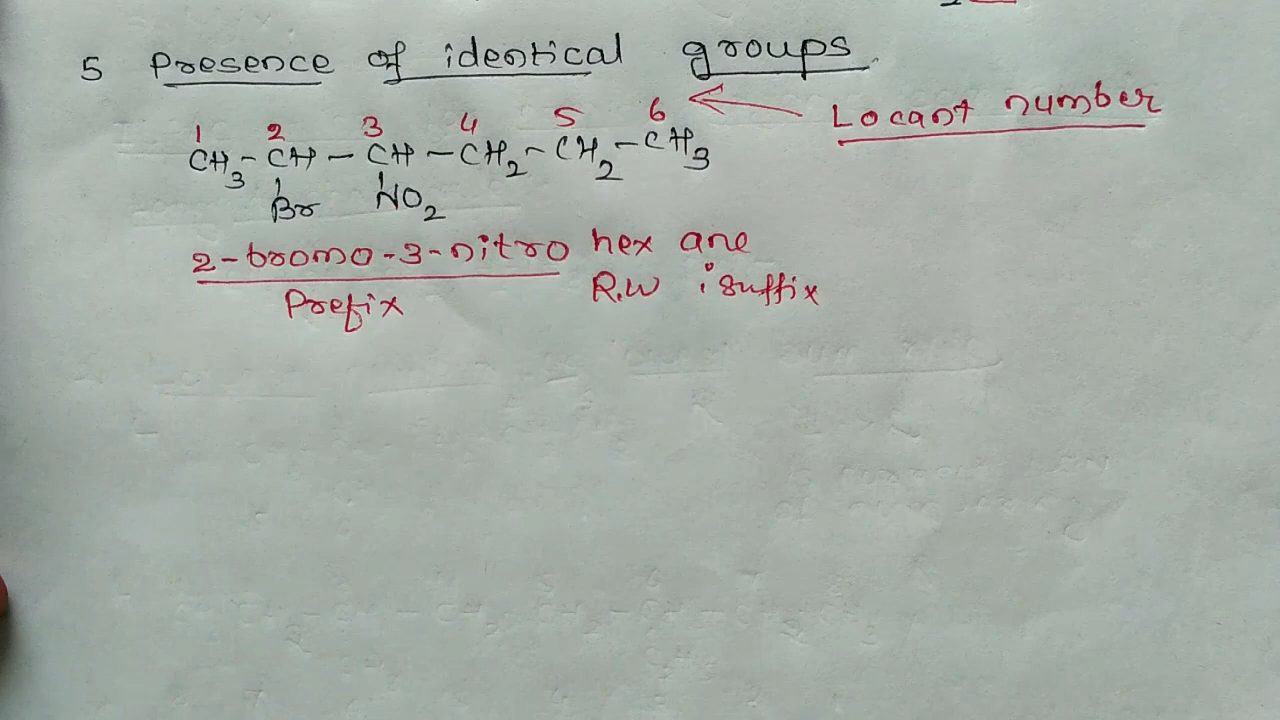 5 Presence of identical groups.
Locant number
1 2 3 4 5 6
CH3 - CH - CH - CH2 - CH2 - CH3
Br NO2
2-bromo-3-nitro hex ane
Prefix R.W i suffix